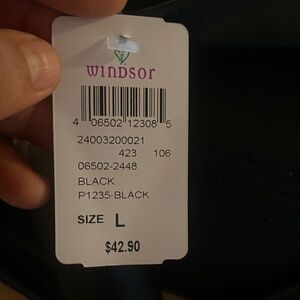 WINDSOR
4 06502 12308 5
24003200021
423 106
06502-2448
BLACK
P1235-BLACK
SIZE L
$42.90